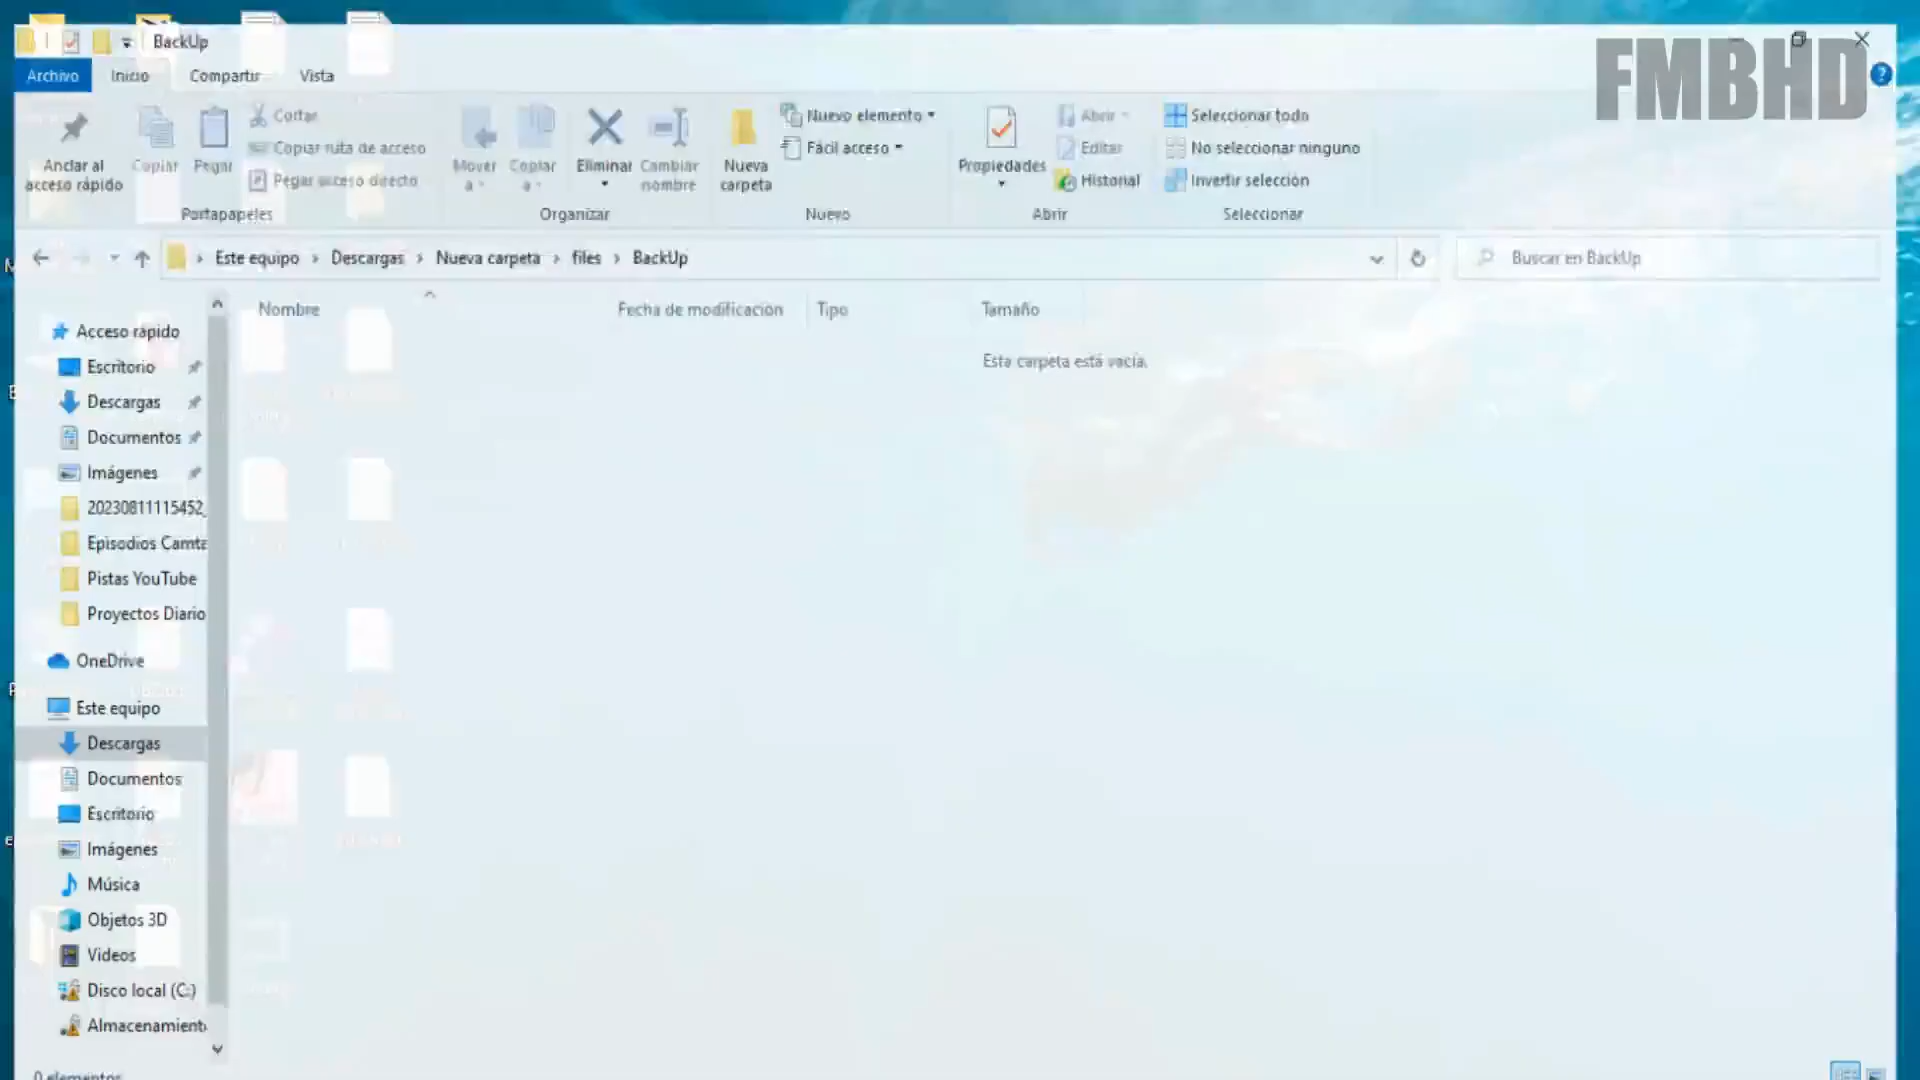 BackUp
FMBHD
Archivo Inicio Compartir Vista
Anclar al acceso rápido
Copiar
Pegar
Cortar
Copiar ruta de acceso
Pegar acceso directo
Portapapeles
Mover a
Copiar a
Eliminar
Cambiar nombre
Organizar
Nueva carpeta
Nuevo elemento
Fácil acceso
Nuevo
Propiedades
Abrir
Editar
Historial
Abrir
Seleccionar todo
No seleccionar ninguno
Invertir selección
Seleccionar
Este equipo > Descargas > Nueva carpeta > files > BackUp
Buscar en BackUp
Nombre Fecha de modificación Tipo Tamaño
Esta carpeta está vacía.
Acceso rápido
Escritorio
Descargas
Documentos
Imágenes
20230811115452_
Episodios Camta
Pistas YouTube
Proyectos Diario
OneDrive
Este equipo
Descargas
Documentos
Escritorio
Imágenes
Música
Objetos 3D
Videos
Disco local (C:)
Almacenamient
0 elementos